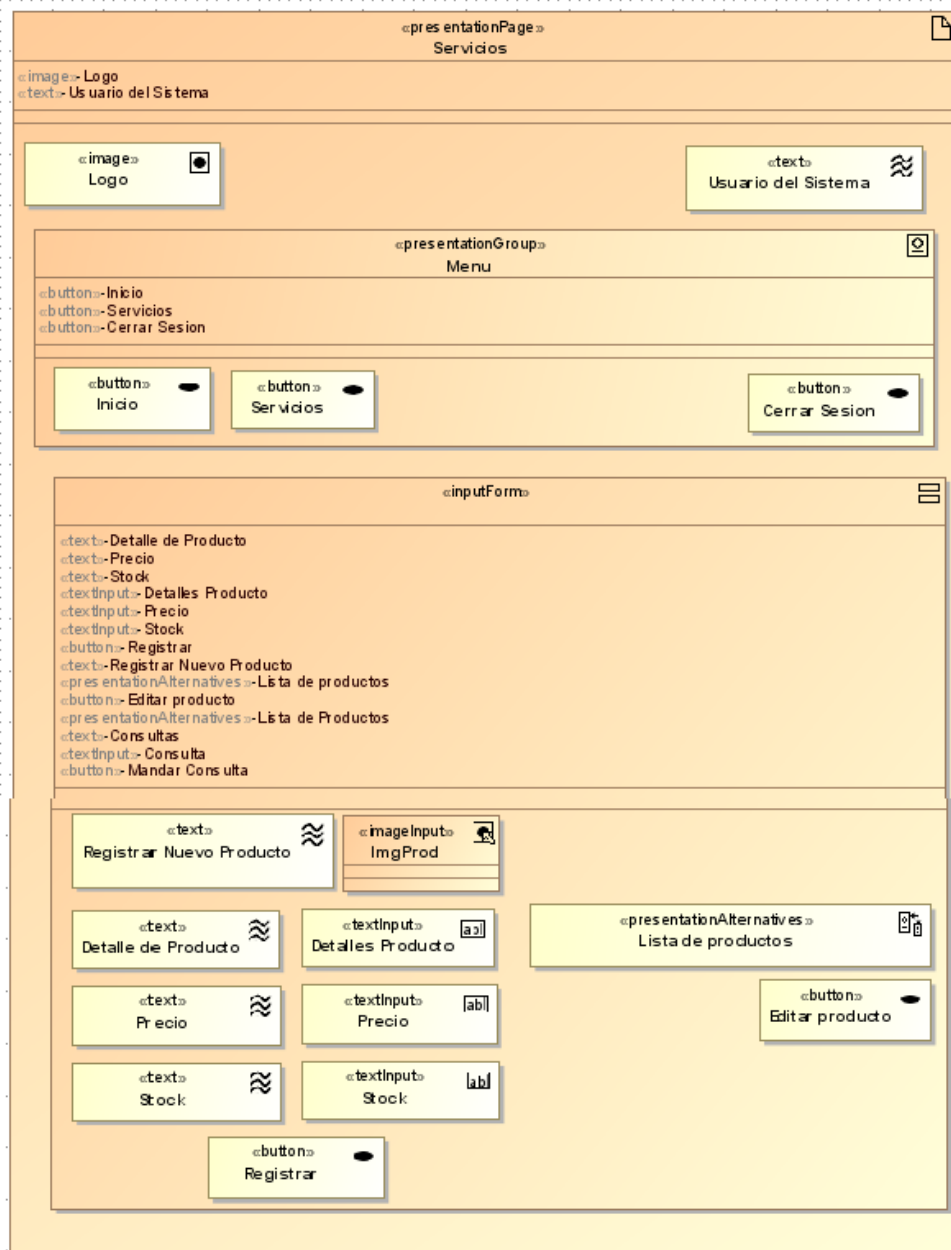 «presentationPage»
Servicios
«image»-Logo
«text»-Usuario del Sistema
«image»
Logo
«text»
Usuario del Sistema
«presentationGroup»
Menu
«button»-Inicio
«button»-Servicios
«button»-Cerrar Sesion
«button»
Inicio
«button»
Servicios
«button»
Cerrar Sesion
«inputForm»
«text»-Detalle de Producto
«text»-Precio
«text»-Stock
«textInput»-Detalles Producto
«textInput»-Precio
«textInput»-Stock
«button»-Registrar
«text»-Registrar Nuevo Producto
«presentationAlternatives»-Lista de productos
«button»-Editar producto
«presentationAlternatives»-Lista de Productos
«text»-Consultas
«textInput»-Consulta
«button»-Mandar Consulta
«text»
Registrar Nuevo Producto
«imageInput»
ImgProd
«text»
Detalle de Producto
«textInput»
Detalles Producto
abl
«presentationAlternatives»
Lista de productos
«text»
Precio
«textInput»
Precio
abl
«button»
Editar producto
«text»
Stock
«textInput»
Stock
abl
«button»
Registrar